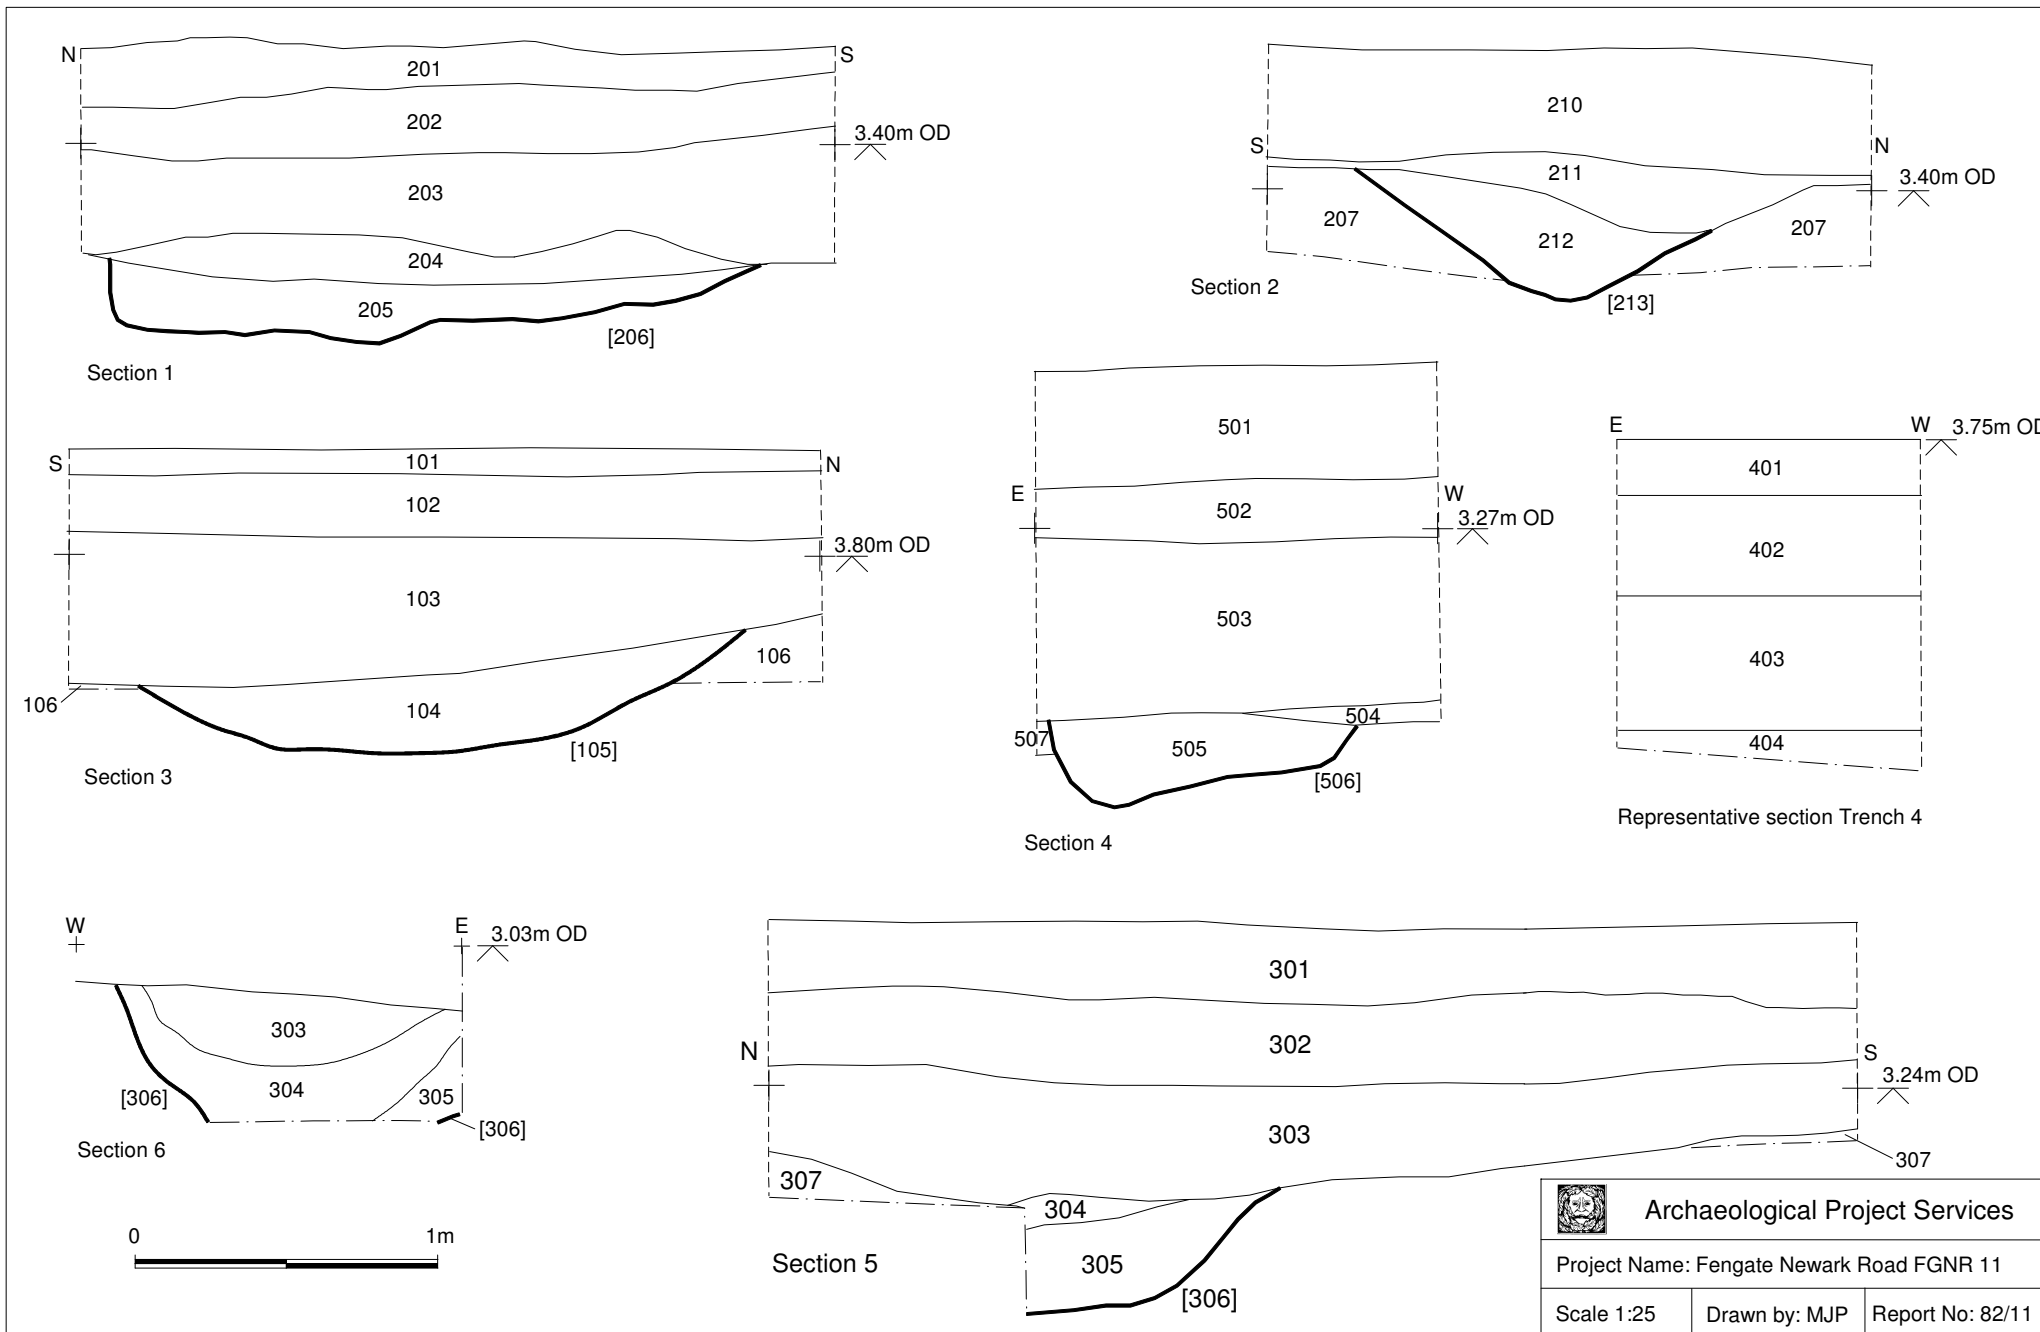 N
S
201
202
3.40m OD
203
204
205
[206]
Section 1
210
S
N
211
3.40m OD
207
212
207
Section 2
[213]
S
N
101
102
3.80m OD
103
106
106
104
[105]
Section 3
501
E
W
502
3.27m OD
503
504
507
505
[506]
Section 4
E
W
3.75m OD
401
402
403
404
Representative section Trench 4
W
E
3.03m OD
303
304
305
[306]
[306]
Section 6
0
1m
301
302
N
S
3.24m OD
303
307
307
304
305
[306]
Section 5
Archaeological Project Services
Project Name: Fengate Newark Road FGNR 11
Scale 1:25
Drawn by: MJP
Report No: 82/11